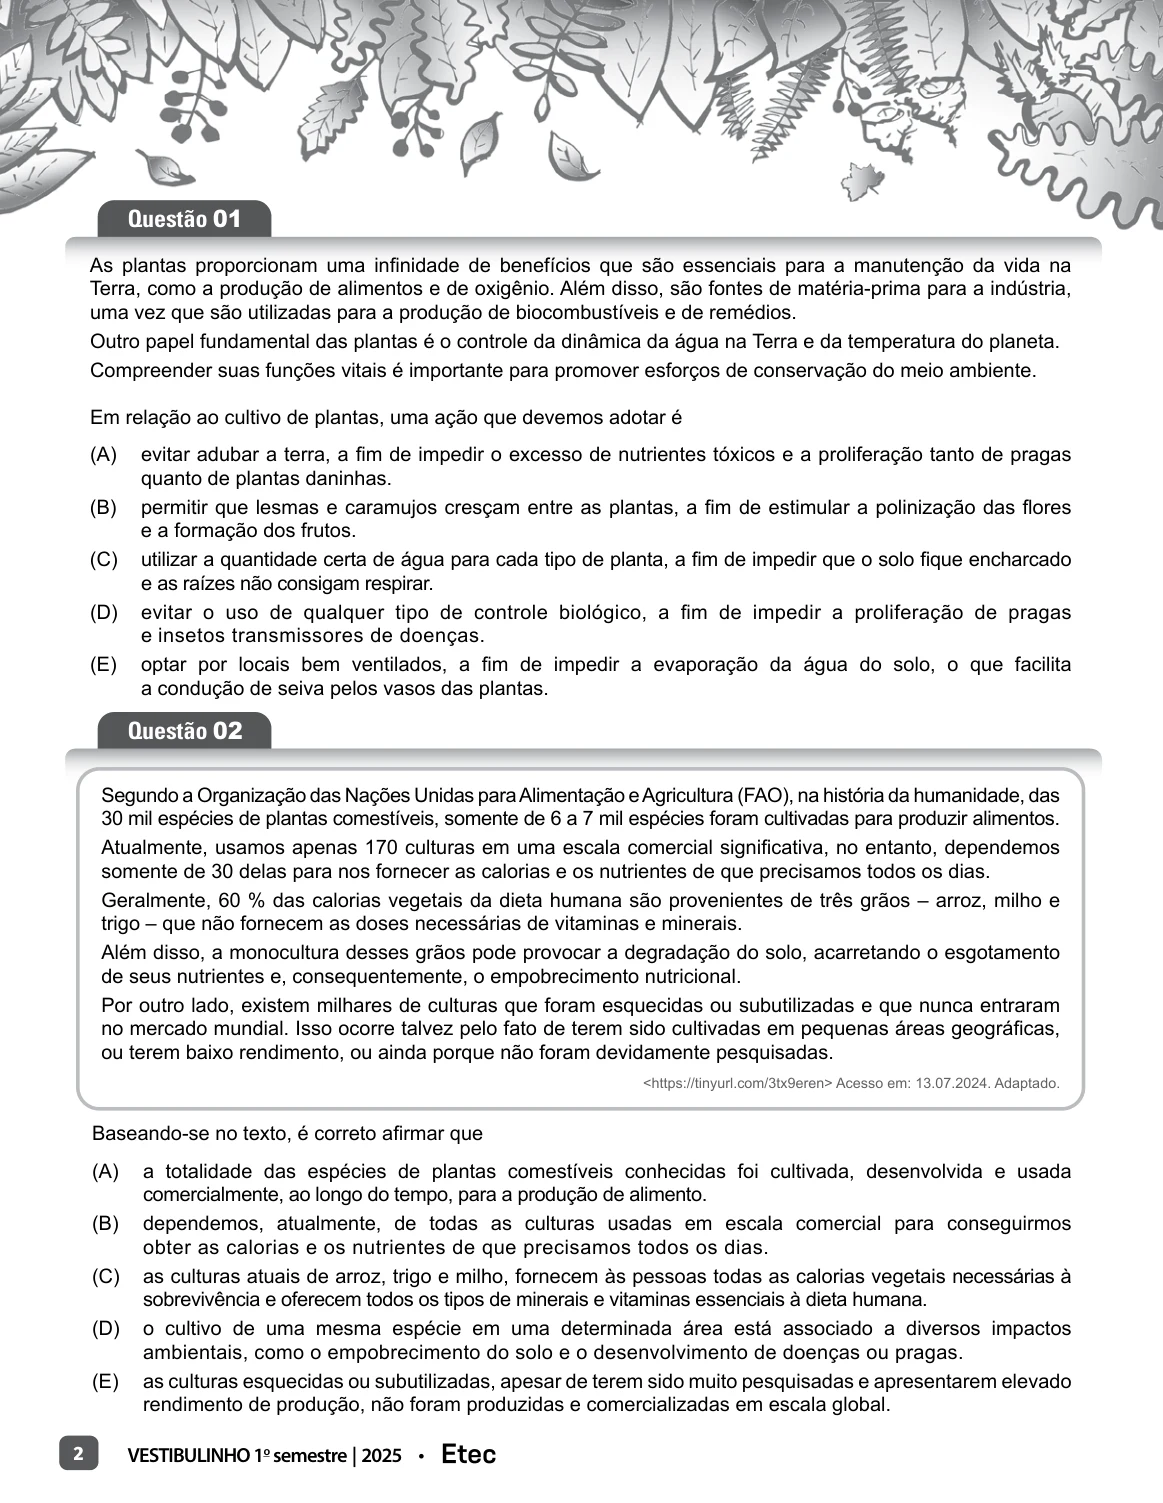 Questão 01
As plantas proporcionam uma infinidade de benefícios que são essenciais para a manutenção da vida na
Terra, como a produção de alimentos e de oxigênio. Além disso, são fontes de matéria-prima para a indústria,
uma vez que são utilizadas para a produção de biocombustíveis e de remédios.
Outro papel fundamental das plantas é o controle da dinâmica da água na Terra e da temperatura do planeta.
Compreender suas funções vitais é importante para promover esforços de conservação do meio ambiente.
Em relação ao cultivo de plantas, uma ação que devemos adotar é
(A) evitar adubar a terra, a fim de impedir o excesso de nutrientes tóxicos e a proliferação tanto de pragas
quanto de plantas daninhas.
(B) permitir que lesmas e caramujos cresçam entre as plantas, a fim de estimular a polinização das flores
e a formação dos frutos.
(C) utilizar a quantidade certa de água para cada tipo de planta, a fim de impedir que o solo fique encharcado
e as raízes não consigam respirar.
(D) evitar o uso de qualquer tipo de controle biológico, a fim de impedir a proliferação de pragas
e insetos transmissores de doenças.
(E) optar por locais bem ventilados, a fim de impedir a evaporação da água do solo, o que facilita
a condução de seiva pelos vasos das plantas.
Questão 02
Segundo a Organização das Nações Unidas para Alimentação e Agricultura (FAO), na história da humanidade, das
30 mil espécies de plantas comestíveis, somente de 6 a 7 mil espécies foram cultivadas para produzir alimentos.
Atualmente, usamos apenas 170 culturas em uma escala comercial significativa, no entanto, dependemos
somente de 30 delas para nos fornecer as calorias e os nutrientes de que precisamos todos os dias.
Geralmente, 60 % das calorias vegetais da dieta humana são provenientes de três grãos – arroz, milho e
trigo – que não fornecem as doses necessárias de vitaminas e minerais.
Além disso, a monocultura desses grãos pode provocar a degradação do solo, acarretando o esgotamento
de seus nutrientes e, consequentemente, o empobrecimento nutricional.
Por outro lado, existem milhares de culturas que foram esquecidas ou subutilizadas e que nunca entraram
no mercado mundial. Isso ocorre talvez pelo fato de terem sido cultivadas em pequenas áreas geográficas,
ou terem baixo rendimento, ou ainda porque não foram devidamente pesquisadas.
<https://tinyurl.com/3tx9eren> Acesso em: 13.07.2024. Adaptado.
Baseando-se no texto, é correto afirmar que
(A) a totalidade das espécies de plantas comestíveis conhecidas foi cultivada, desenvolvida e usada
comercialmente, ao longo do tempo, para a produção de alimento.
(B) dependemos, atualmente, de todas as culturas usadas em escala comercial para conseguirmos
obter as calorias e os nutrientes de que precisamos todos os dias.
(C) as culturas atuais de arroz, trigo e milho, fornecem às pessoas todas as calorias vegetais necessárias à
sobrevivência e oferecem todos os tipos de minerais e vitaminas essenciais à dieta humana.
(D) o cultivo de uma mesma espécie em uma determinada área está associado a diversos impactos
ambientais, como o empobrecimento do solo e o desenvolvimento de doenças ou pragas.
(E) as culturas esquecidas ou subutilizadas, apesar de terem sido muito pesquisadas e apresentarem elevado
rendimento de produção, não foram produzidas e comercializadas em escala global.
2 VESTIBULINHO 1º semestre | 2025 • Etec